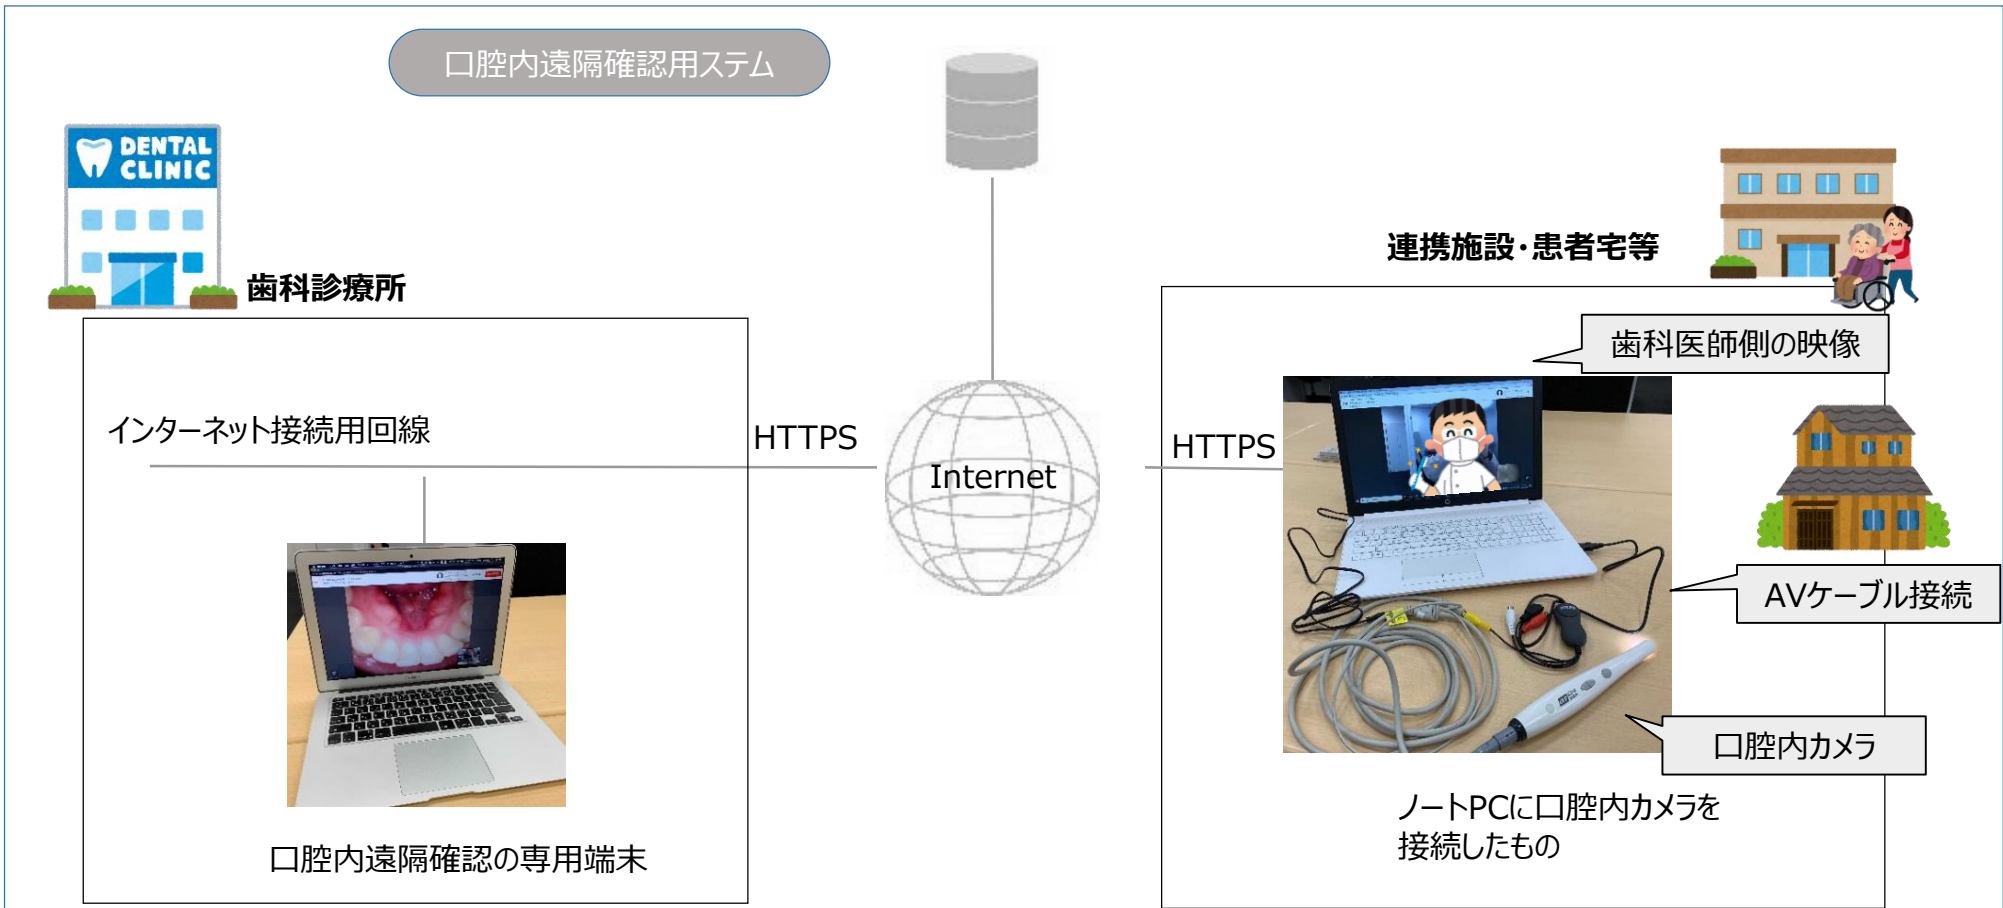 口腔内遠隔確認用ステム
DENTAL
CLINIC
歯科診療所
連携施設・患者宅等
歯科医師側の映像
インターネット接続用回線
HTTPS
Internet
HTTPS
AVケーブル接続
口腔内カメラ
ノートPCに口腔内カメラを
接続したもの
口腔内遠隔確認の専用端末